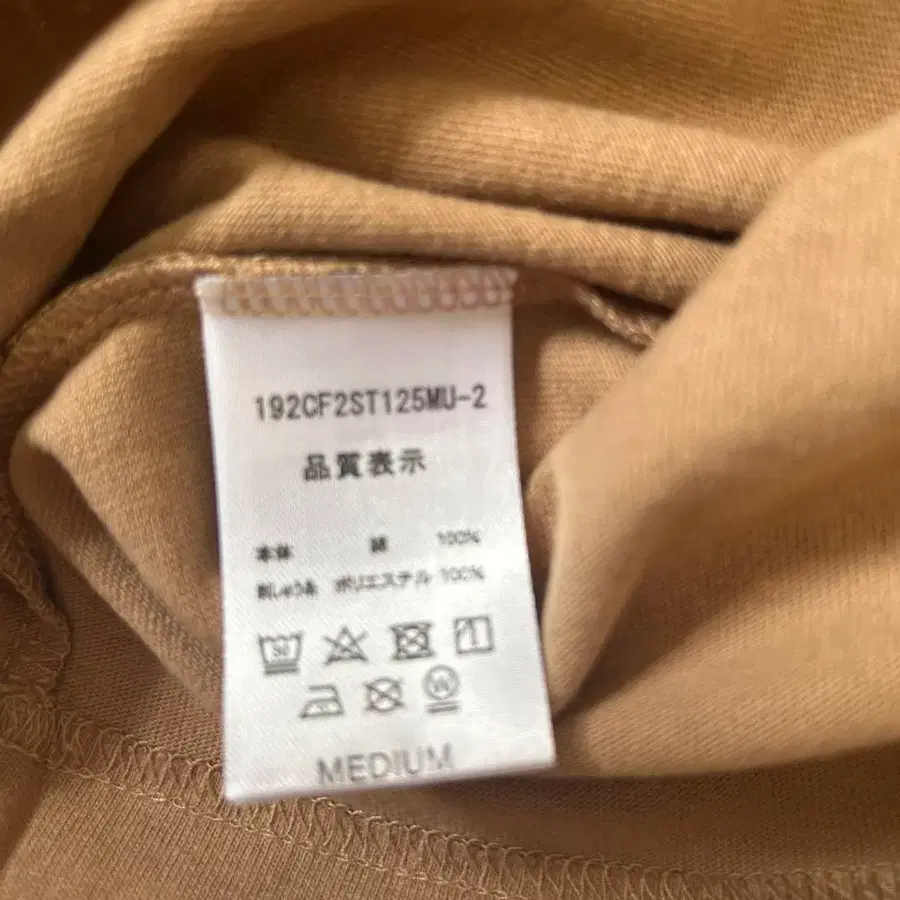 192CF2ST125MU-2
品質表示
本体 綿 100%
刺しゅう糸 ポリエステル 100%
30
W
MEDIUM